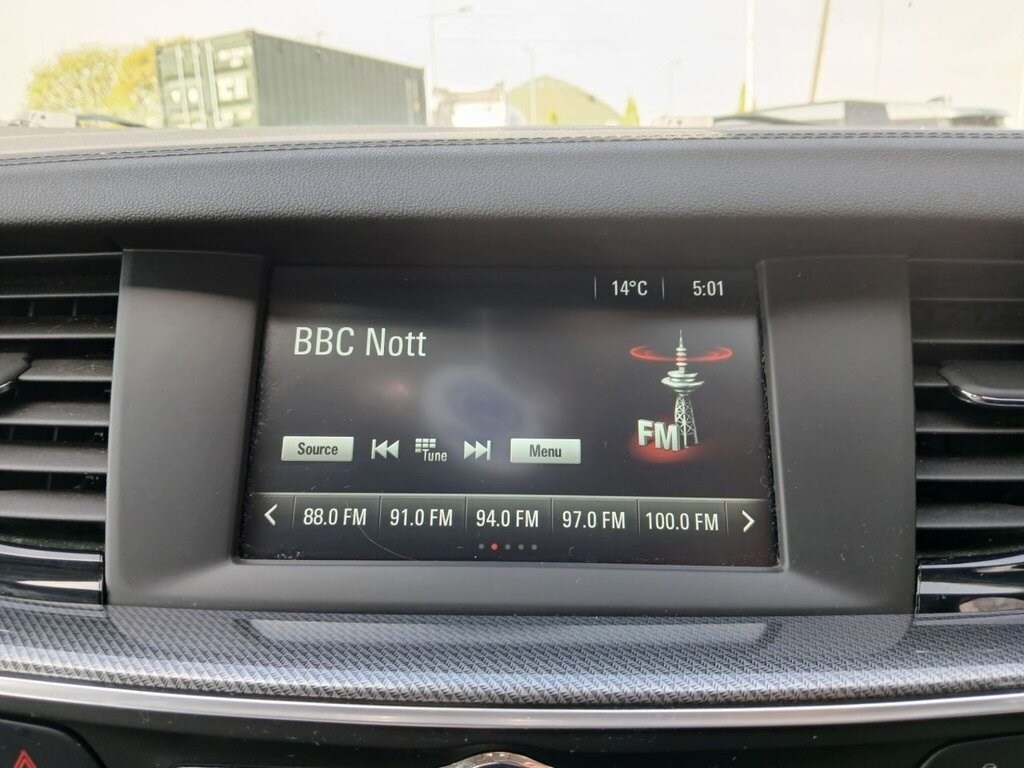 14°C 5:01
BBC Nott
FM
Source Tune Menu
88.0 FM 91.0 FM 94.0 FM 97.0 FM 100.0 FM